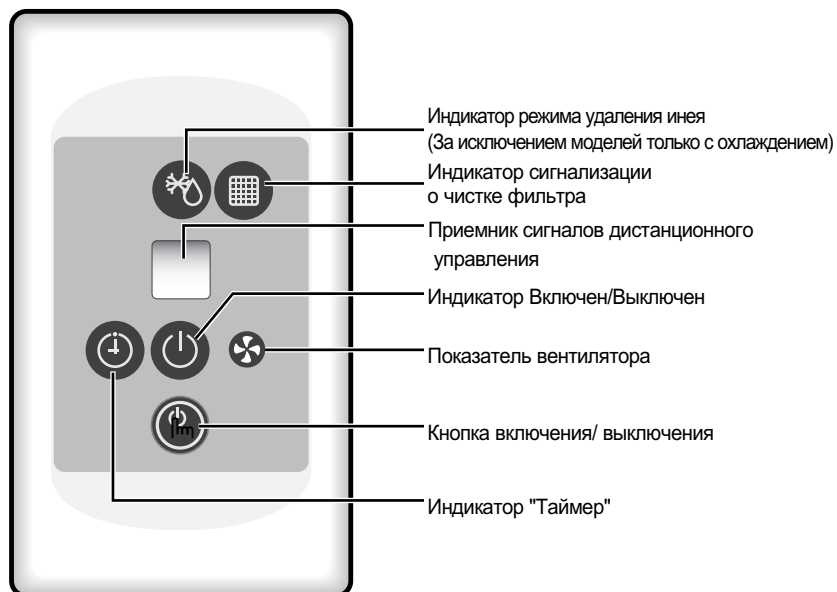 Индикатор режима удаления инея
(За исключением моделей только с охлаждением)
Индикатор сигнализации
о чистке фильтра
Приемник сигналов дистанционного
управления
Индикатор Включен/Выключен
Показатель вентилятора
Кнопка включения/ выключения
Индикатор "Таймер"